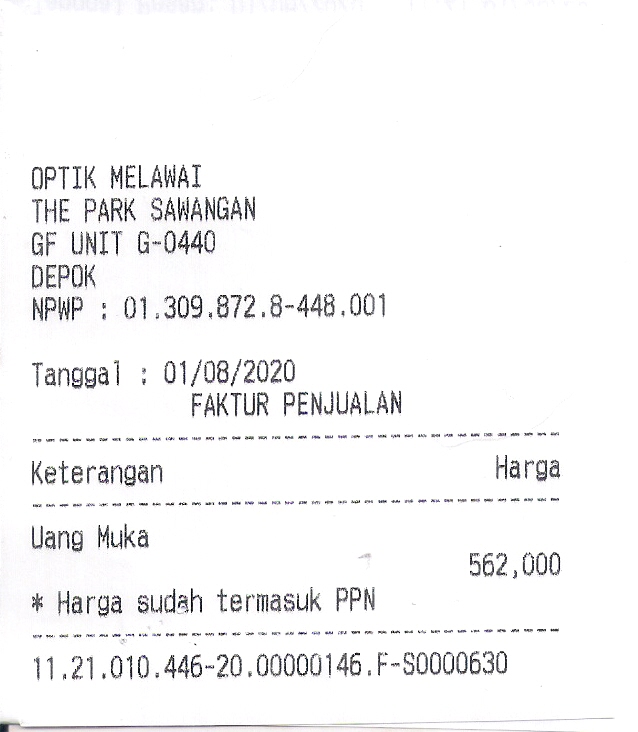 OPTIK MELAWAI
THE PARK SAWANGAN
GF UNIT G-0440
DEPOK
NPWP : 01.309.872.8-448.001
Tanggal : 01/08/2020
FAKTUR PENJUALAN
Keterangan Harga
Uang Muka
562,000
* Harga sudah termasuk PPN
11.21.010.446-20.00000146.F-S0000630